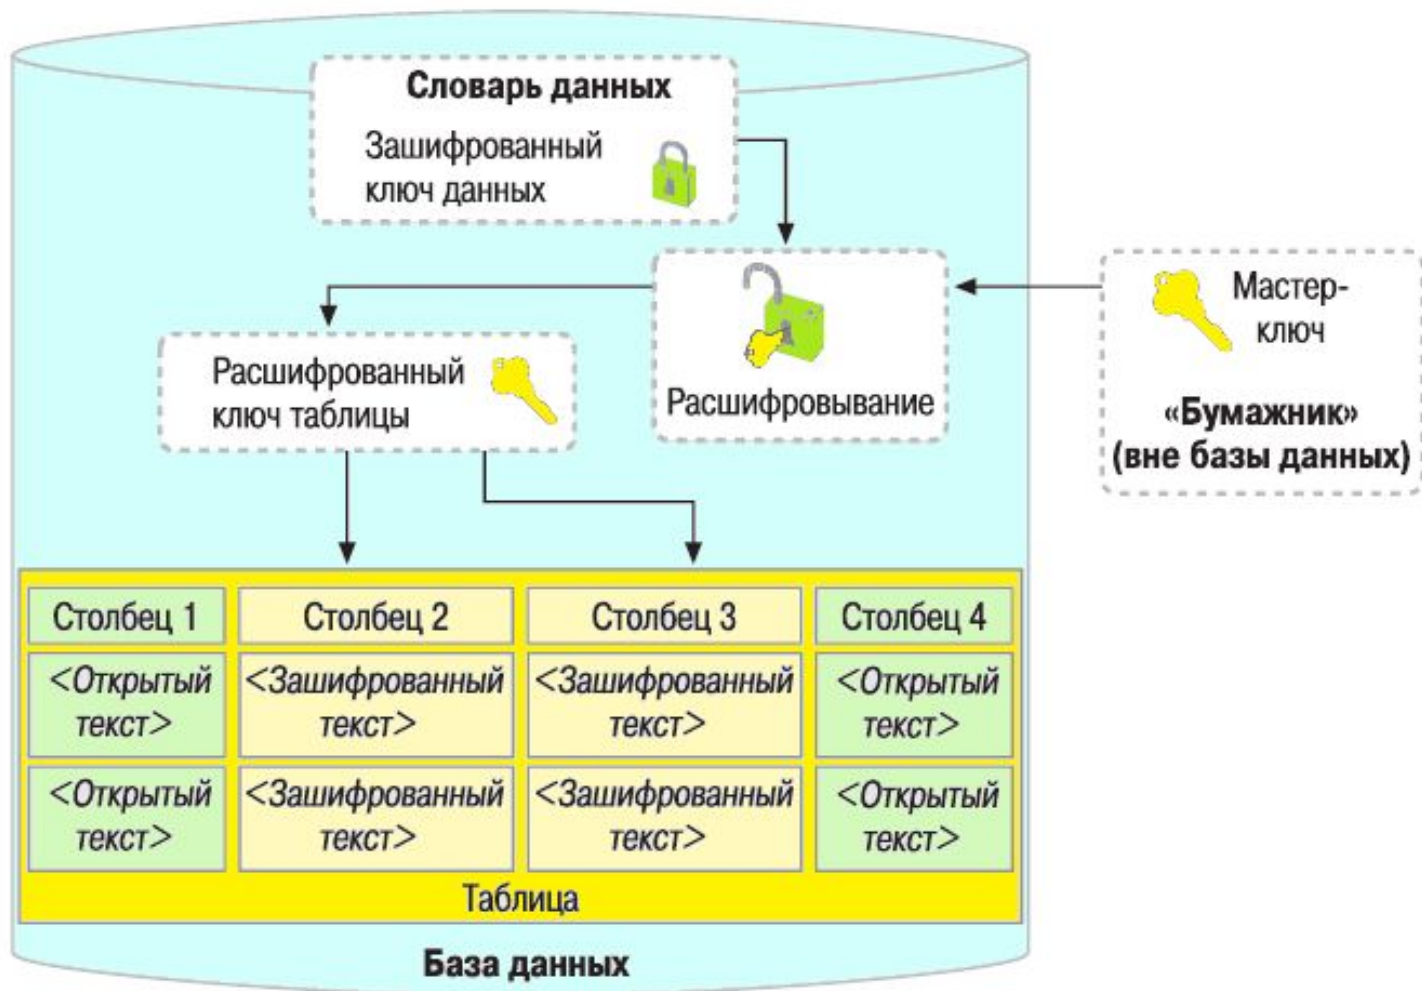 Словарь данных
Зашифрованный
ключ данных
Расшифровывание
Мастер-
ключ
«Бумажник»
(вне базы данных)
Расшифрованный
ключ таблицы
Столбец 1 Столбец 2 Столбец 3 Столбец 4
<Открытый <Зашифрованный <Зашифрованный <Открытый
текст> текст> текст> текст>
<Открытый <Зашифрованный <Зашифрованный <Открытый
текст> текст> текст> текст>
Таблица
База данных